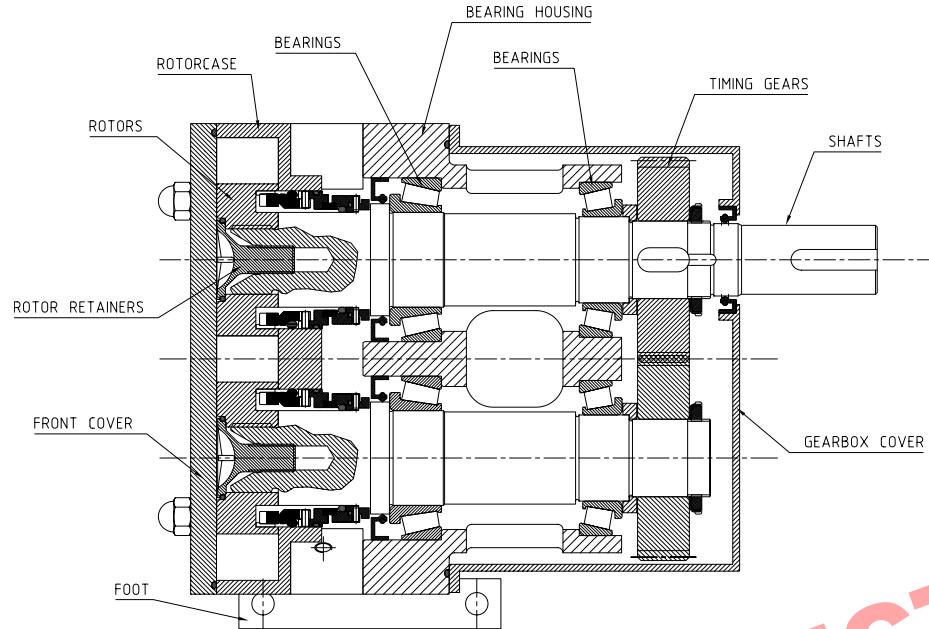 BEARING HOUSING
BEARINGS
BEARINGS
ROTORCASE
TIMING GEARS
ROTORS
SHAFTS
ROTOR RETAINERS
FRONT COVER
GEARBOX COVER
FOOT